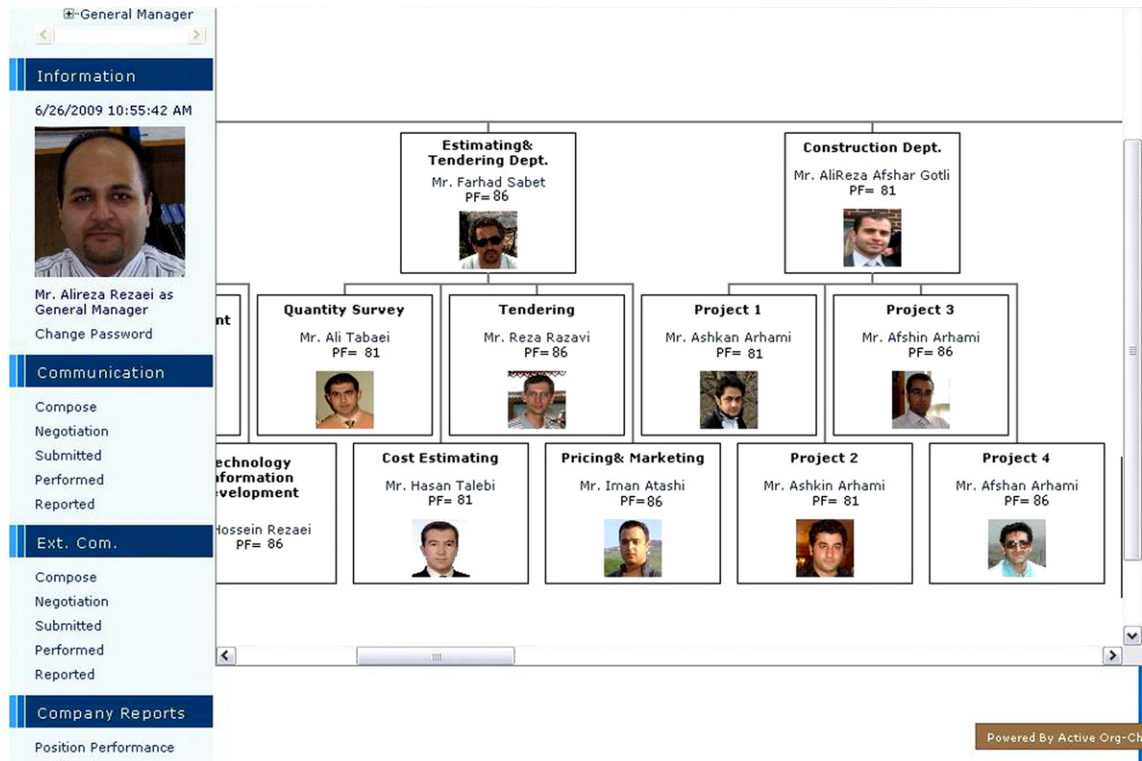 General Manager
Information
6/26/2009 10:55:42 AM
Mr. Alireza Rezaei as
General Manager
Change Password
Communication
Compose
Negotiation
Submitted
Performed
Reported
Ext. Com.
Compose
Negotiation
Submitted
Performed
Reported
Company Reports
Position Performance
Estimating&
Tendering Dept.
Mr. Farhad Sabet
PF= 86
Construction Dept.
Mr. AliReza Afshar Gotli
PF= 81
nt
Quantity Survey
Mr. Ali Tabaei
PF= 81
Tendering
Mr. Reza Razavi
PF= 86
Project 1
Mr. Ashkan Arhami
PF= 81
Project 3
Mr. Afshin Arhami
PF= 86
echnology
nformation
evelopment
Hossein Rezaei
PF= 86
Cost Estimating
Mr. Hasan Talebi
PF= 81
Pricing& Marketing
Mr. Iman Atashi
PF=86
Project 2
Mr. Ashkin Arhami
PF= 81
Project 4
Mr. Afshan Arhami
PF= 86
Powered By Active Org-Ch